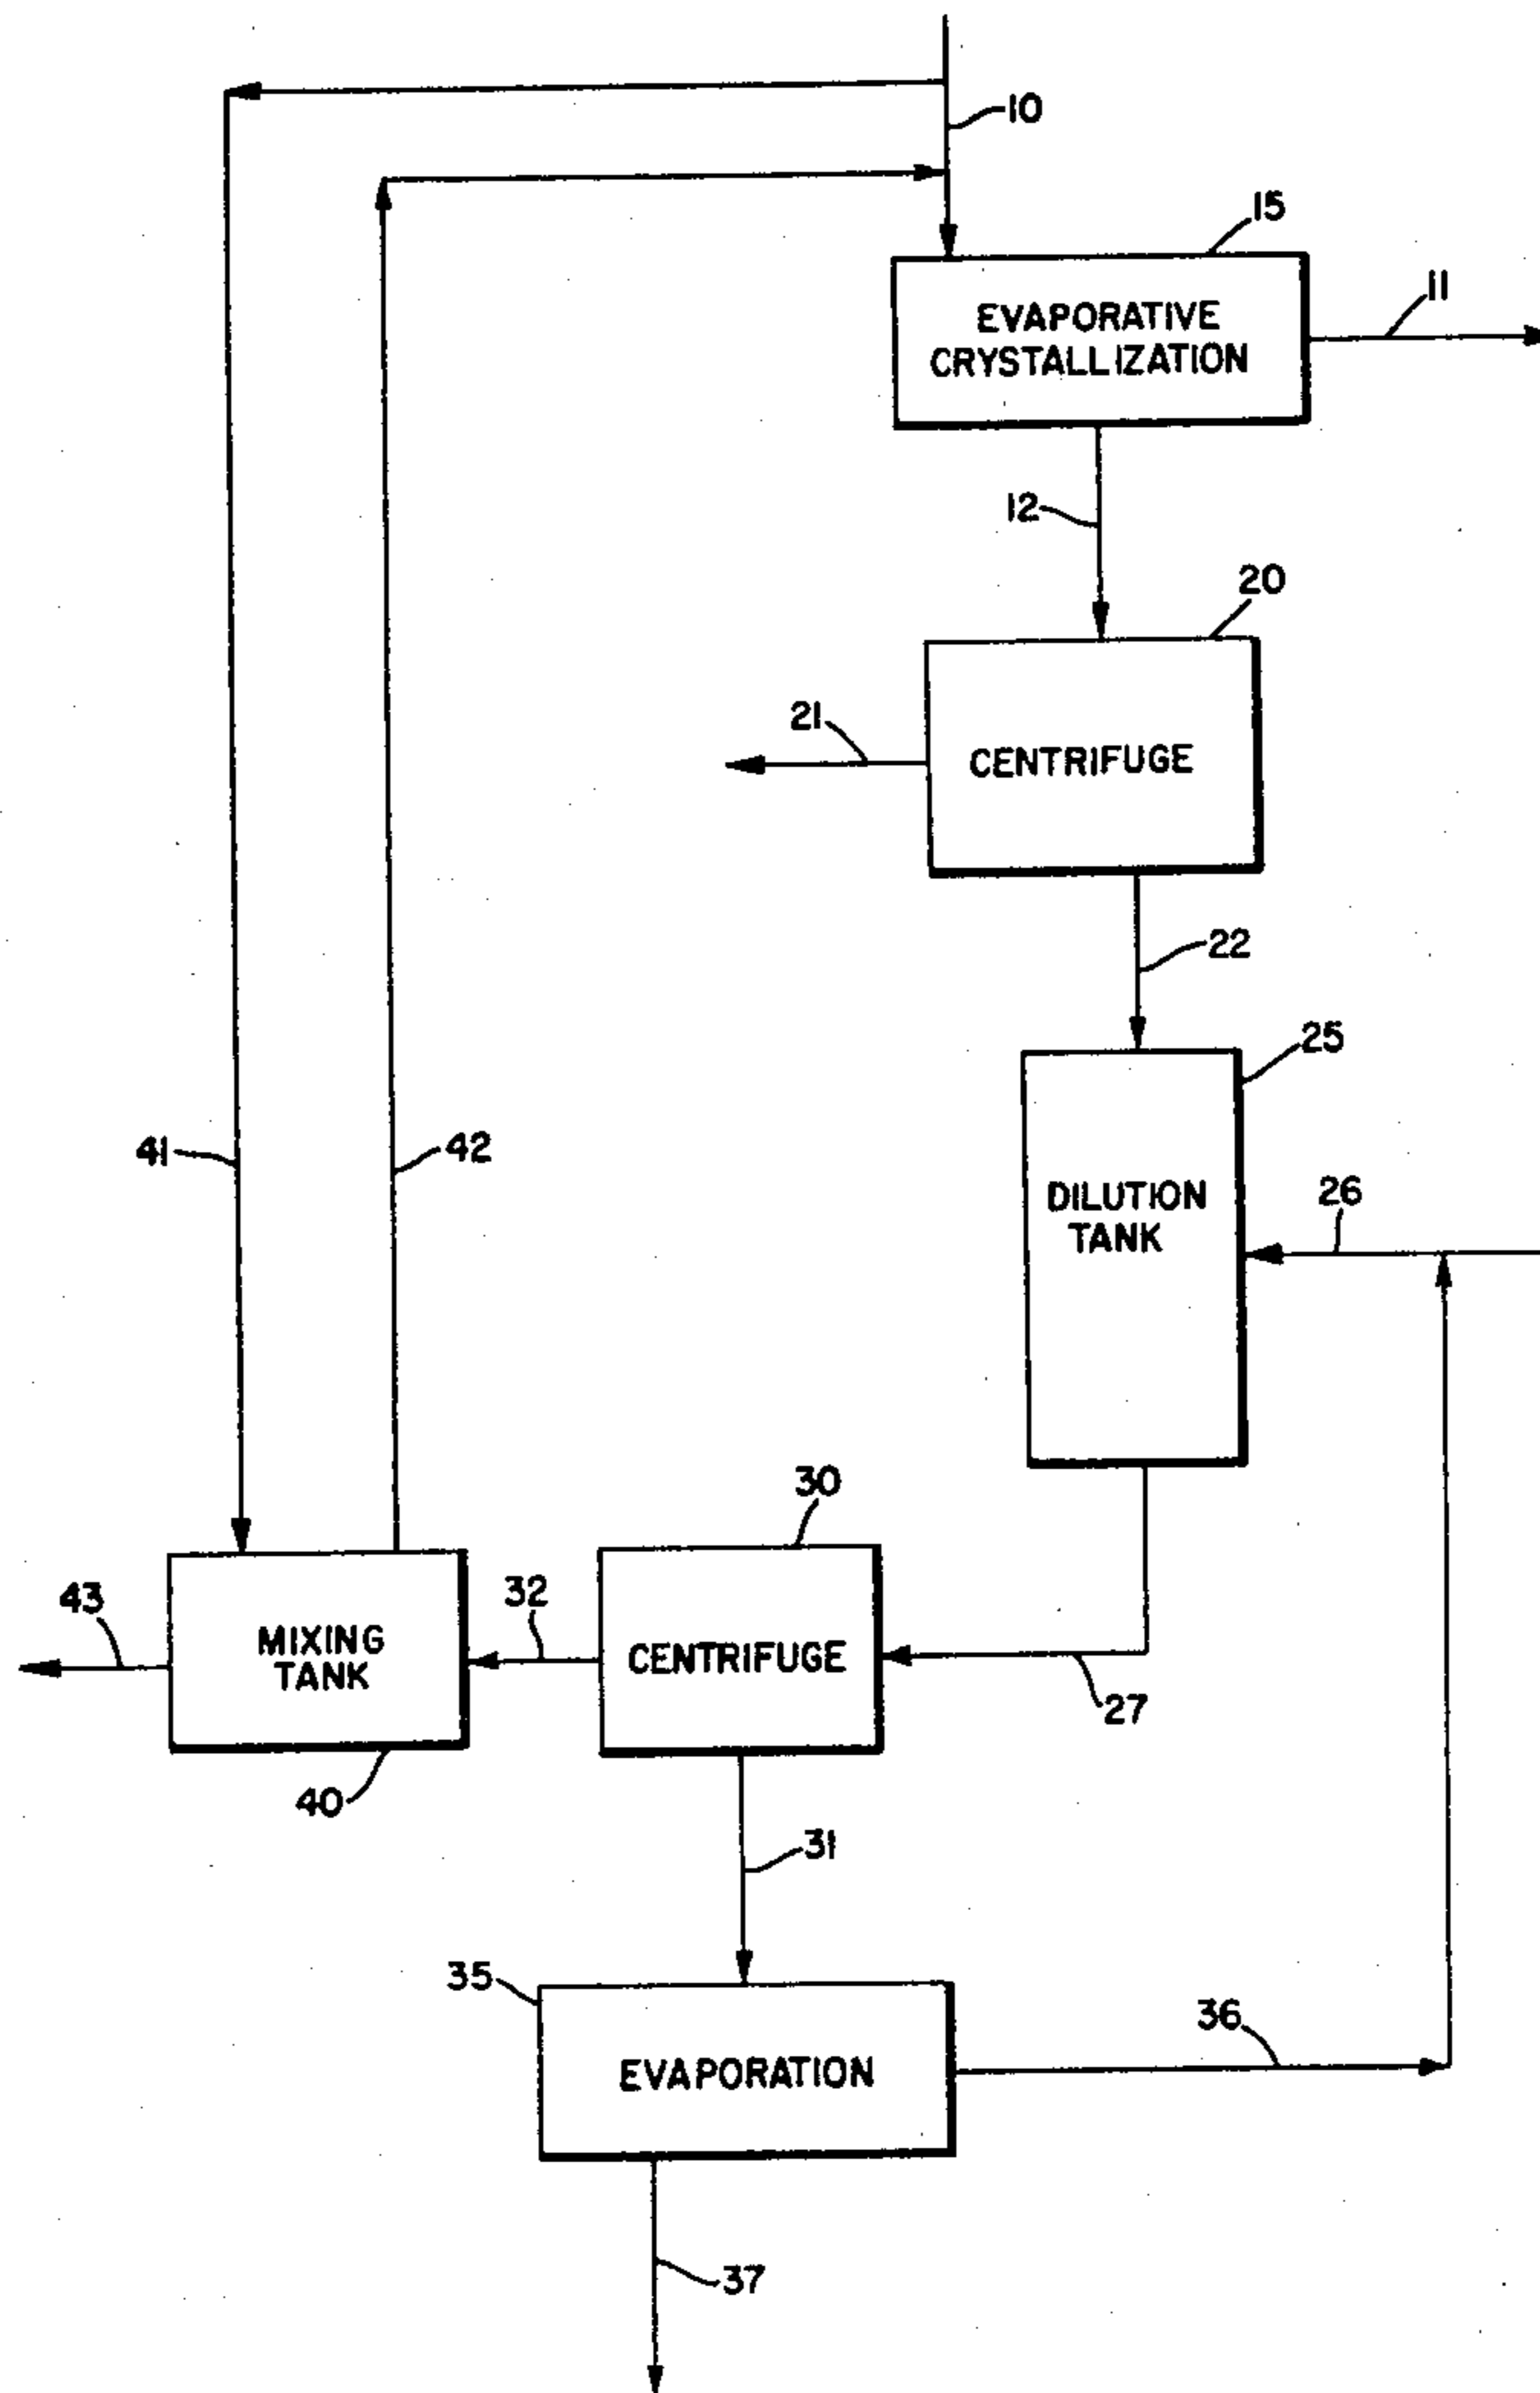 10
15
EVAPORATIVE
CRYSTALLIZATION
11
12
20
21
CENTRIFUGE
22
25
41
42
DILUTION
TANK
26
30
43
32
MIXING
TANK
CENTRIFUGE
27
40
31
35
36
EVAPORATION
37